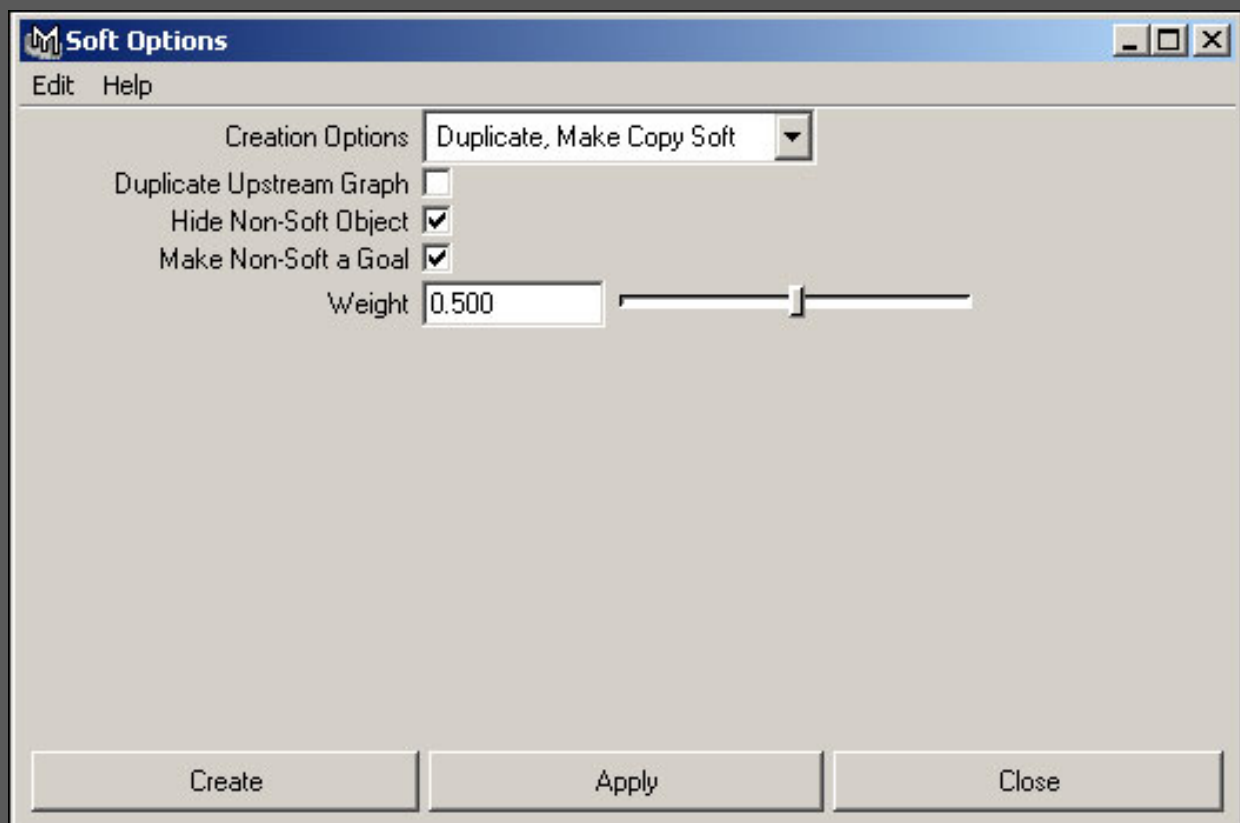 Soft Options
Edit Help
Creation Options Duplicate, Make Copy Soft
Duplicate Upstream Graph
Hide Non-Soft Object
Make Non-Soft a Goal
Weight 0.500
Create Apply Close